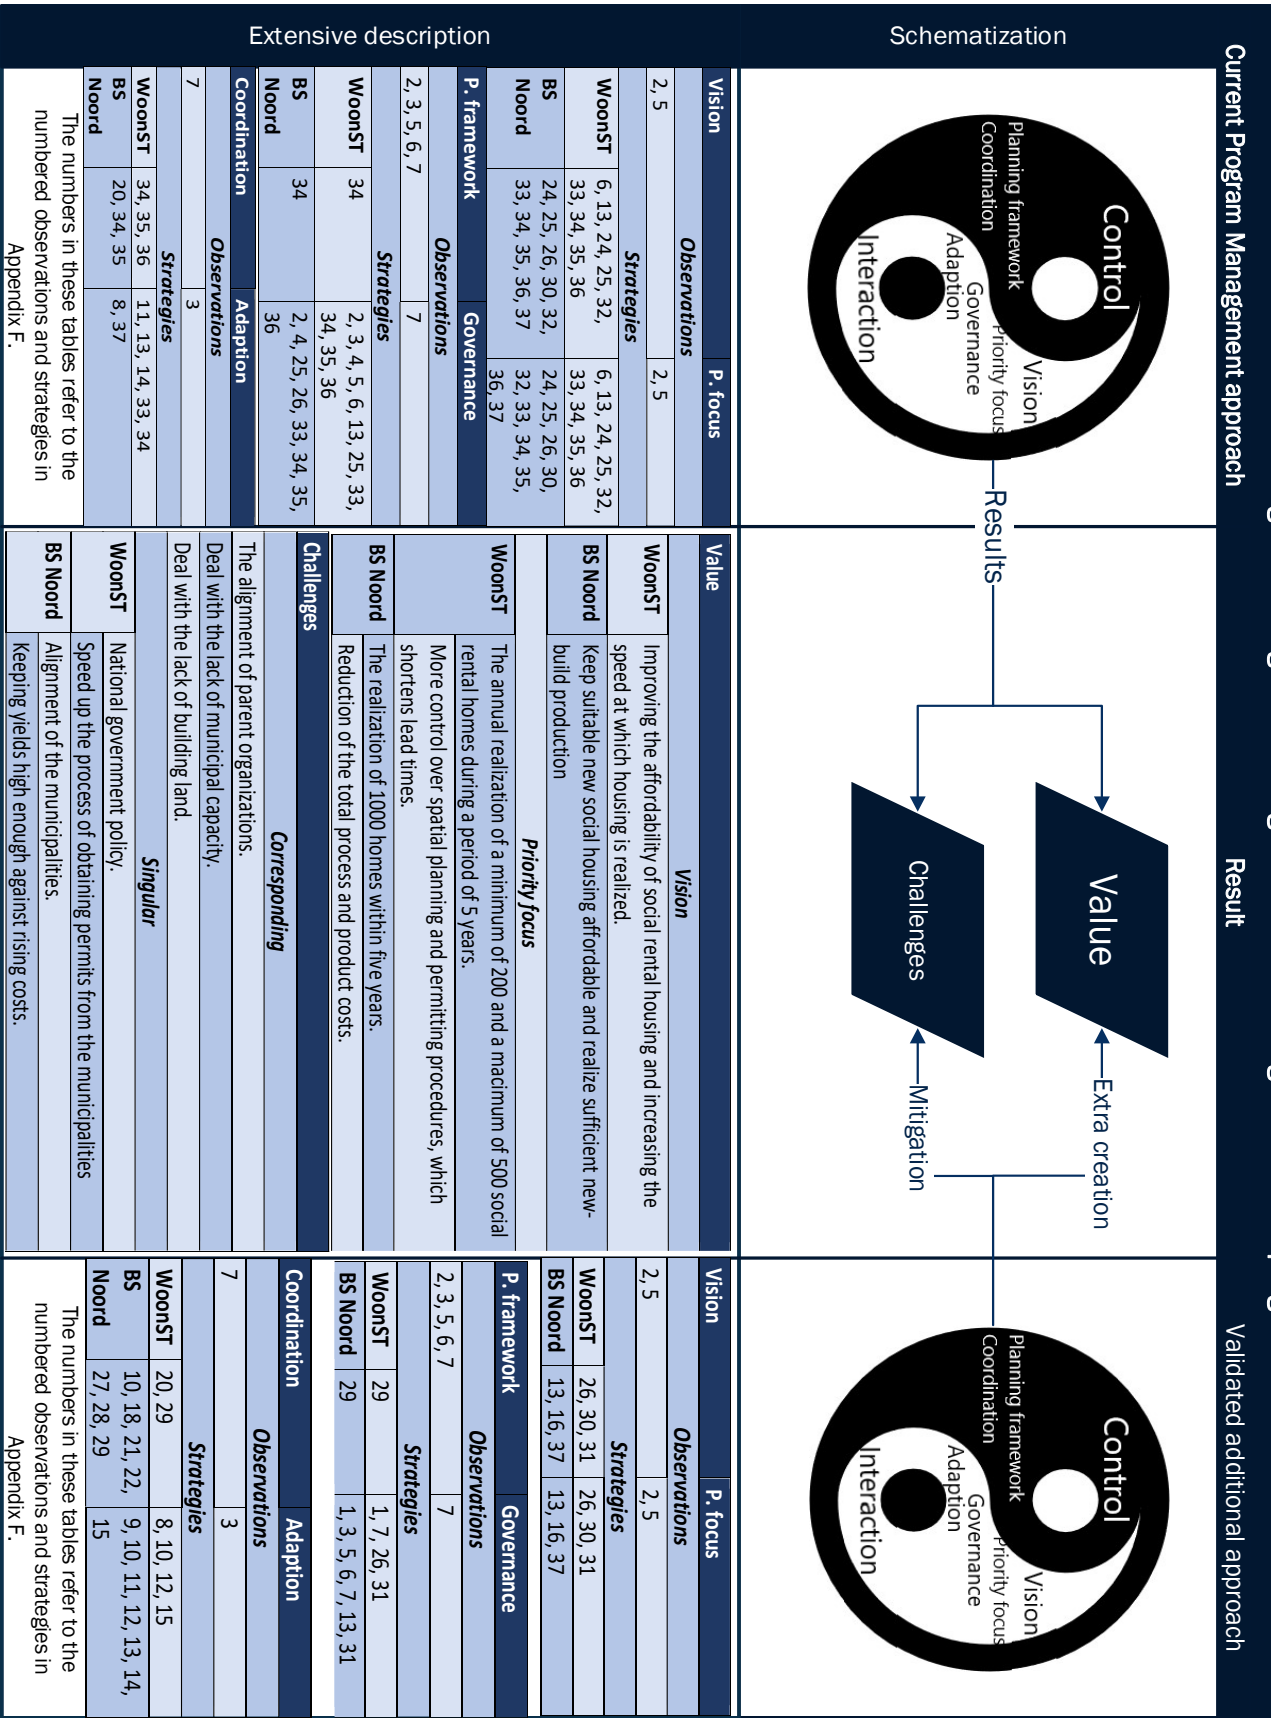 Current Program Management approach
Result
Validated additional approach
Schematization
Control
Planning framework
Coordination
Vision
Priority focus
Governance
Adaption
Interaction
Results
Value
Challenges
Extra creation
Mitigation
Control
Planning framework
Coordination
Vision
Priority focus
Governance
Adaption
Interaction
Extensive description
Vision P. focus
Observations
2, 5 2, 5
Strategies
WoonST 6, 13, 24, 25, 32, 6, 13, 24, 25, 32,
33, 34, 35, 36 33, 34, 35, 36
BS 24, 25, 26, 30, 32, 24, 25, 26, 30,
Noord 33, 34, 35, 36, 37 32, 33, 34, 35,
36, 37
P. framework Governance
Observations
2, 3, 5, 6, 7 7
Strategies
WoonST 34 2, 3, 4, 5, 6, 13, 25, 33,
34, 35, 36
BS 34 2, 4, 25, 26, 33, 34, 35,
Noord 36
Coordination Adaption
Observations
7 3
Strategies
WoonST 34, 35, 36 11, 13, 14, 33, 34
BS 20, 34, 35 8, 37
Noord
The numbers in these tables refer to the
numbered observations and strategies in
Appendix F.
Value
Vision
WoonST Improving the affordability of social rental housing and increasing the
speed at which housing is realized.
BS Noord Keep suitable new social housing affordable and realize sufficient new-
build production
Priority focus
WoonST The annual realization of a minimum of 200 and a macimum of 500 social
rental homes during a period of 5 years.
More control over spatial planning and permitting procedures, which
shortens lead times.
BS Noord The realization of 1000 homes within five years.
Reduction of the total process and product costs.
Challenges
Corresponding
The alignment of parent organizations.
Deal with the lack of municipal capacity.
Deal with the lack of building land.
Singular
WoonST National government policy.
Speed up the process of obtaining permits from the municipalities
BS Noord Alignment of the municipalities.
Keeping yields high enough against rising costs.
Vision P. focus
Observations
2, 5 2, 5
Strategies
WoonST 26, 30, 31 26, 30, 31
BS Noord 13, 16, 37 13, 16, 37
P. framework Governance
Observations
2, 3, 5, 6, 7 7
Strategies
WoonST 29 1, 7, 26, 31
BS Noord 29 1, 3, 5, 6, 7, 13, 31
Coordination Adaption
Observations
7 3
Strategies
WoonST 20, 29 8, 10, 12, 15
BS 10, 18, 21, 22, 9, 10, 11, 12, 13, 14,
Noord 27, 28, 29 15
The numbers in these tables refer to the
numbered observations and strategies in
Appendix F.